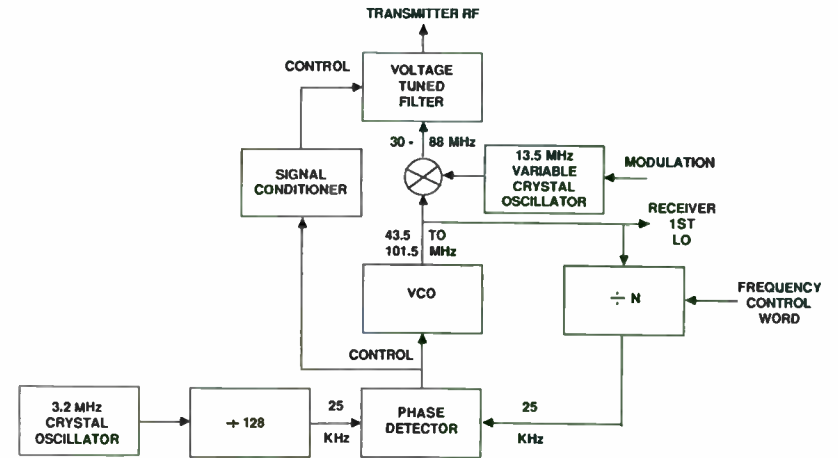 TRANSMITTER RF
CONTROL
VOLTAGE
TUNED
FILTER
30 - 88 MHz
SIGNAL
CONDITIONER
13.5 MHz
VARIABLE
CRYSTAL
OSCILLATOR
MODULATION
RECEIVER
1ST
LO
43.5 TO
101.5 MHz
VCO
÷ N
FREQUENCY
CONTROL
WORD
CONTROL
3.2 MHz
CRYSTAL
OSCILLATOR
÷ 128
25
KHz
PHASE
DETECTOR
25
KHz